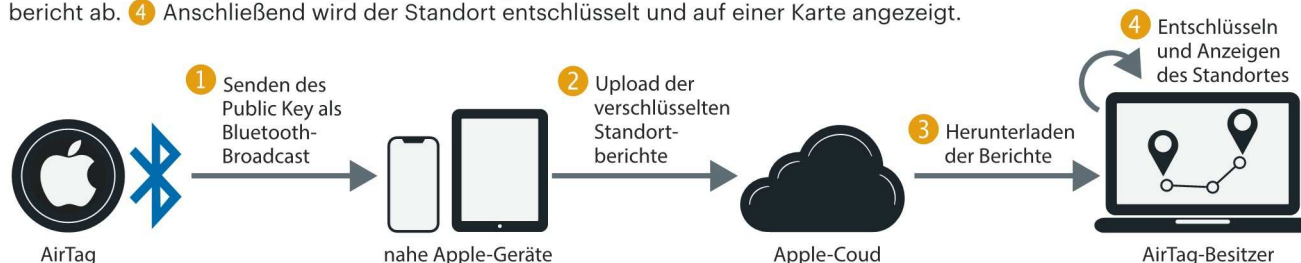 bericht ab. 4 Anschließend wird der Standort entschlüsselt und auf einer Karte angezeigt.
1 Senden des
Public Key als
Bluetooth-
Broadcast
2 Upload der
verschlüsselten
Standort-
berichte
3 Herunterladen
der Berichte
4 Entschlüsseln
und Anzeigen
des Standortes
AirTag
nahe Apple-Geräte
Apple-Coud
AirTag-Besitzer